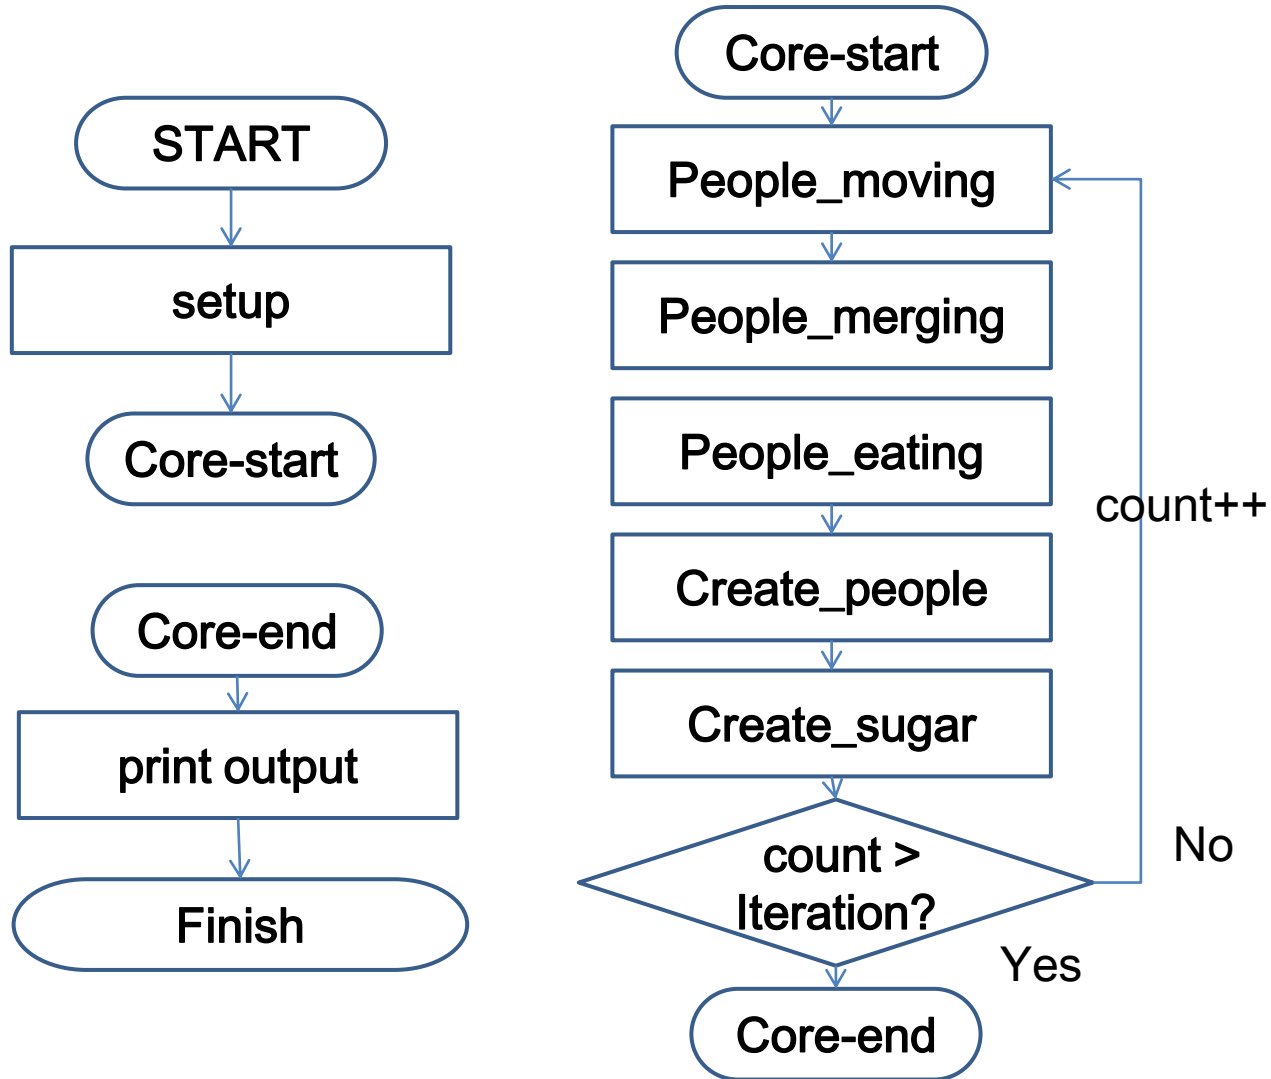 START
setup
Core-start
Core-end
print output
Finish
Core-start
People_moving
People_merging
People_eating
Create_people
Create_sugar
count >
Iteration?
count++
No
Yes
Core-end